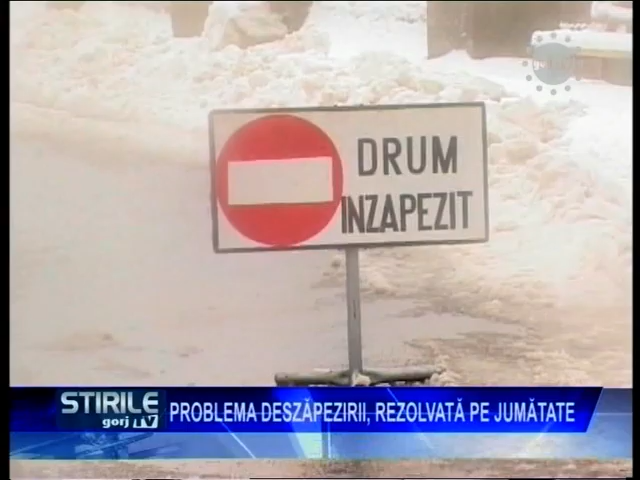 DRUM
INZAPEZIT
STIRILE
gorj TV
PROBLEMA DESZĂPEZIRII, REZOLVATĂ PE JUMĂTATE